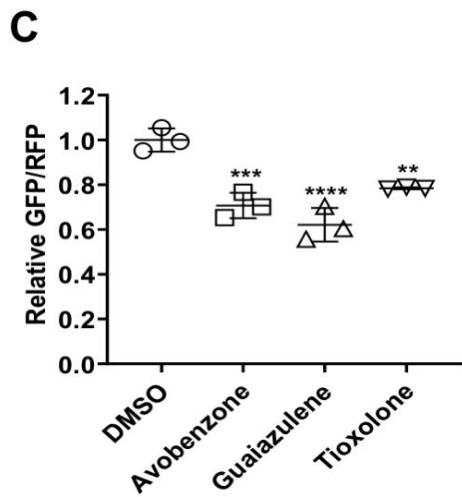 C
Relative GFP/RFP
1.2
1.0
0.8
0.6
0.4
0.2
0.0
***
****
**
DMSO
Avobenzone
Guaiazulene
Tioxolone